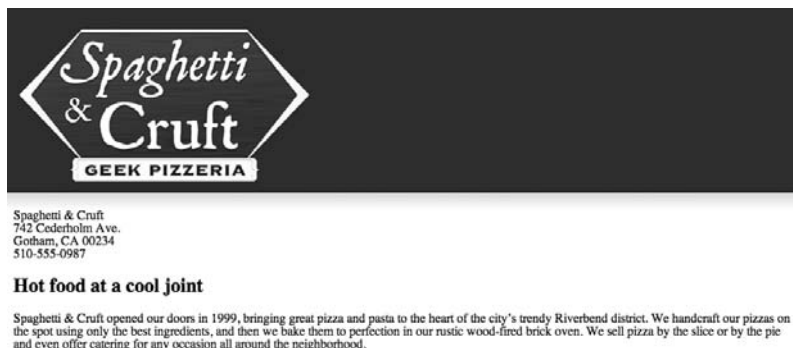 Spaghetti
& Cruft
GEEK PIZZERIA
Spaghetti & Cruft
742 Cederholm Ave.
Gotham, CA 00234
510-555-0987
Hot food at a cool joint
Spaghetti & Cruft opened our doors in 1999, bringing great pizza and pasta to the heart of the city’s trendy Riverbend district. We handcraft our pizzas on
the spot using only the best ingredients, and then we bake them to perfection in our rustic wood-fired brick oven. We sell pizza by the slice or by the pie
and even offer catering for any occasion all around the neighborhood.